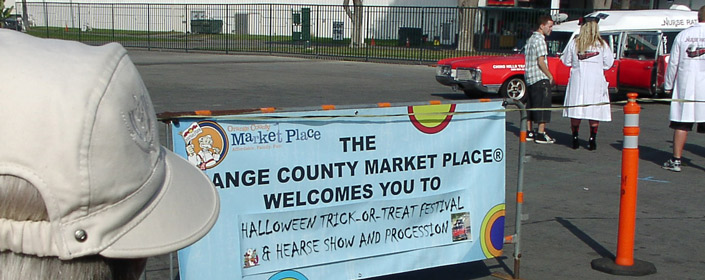 NURSE RAT
Orange County
Market Place
THE
ANGE COUNTY MARKET PLACE®
WELCOMES YOU TO
HALLOWEEN TRICK-OR-TREAT FESTIVAL
& HEARSE SHOW AND PROCESSION